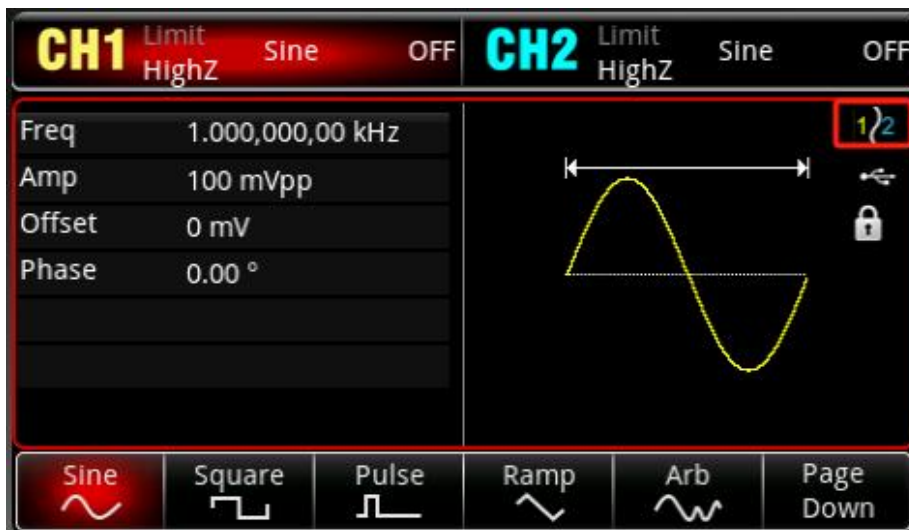 CH1 Limit HighZ Sine OFF
CH2 Limit HighZ Sine OFF
Freq 1.000,000,00 kHz
Amp 100 mVpp
Offset 0 mV
Phase 0.00 °
1 2
Sine
Square
Pulse
Ramp
Arb
Page
Down